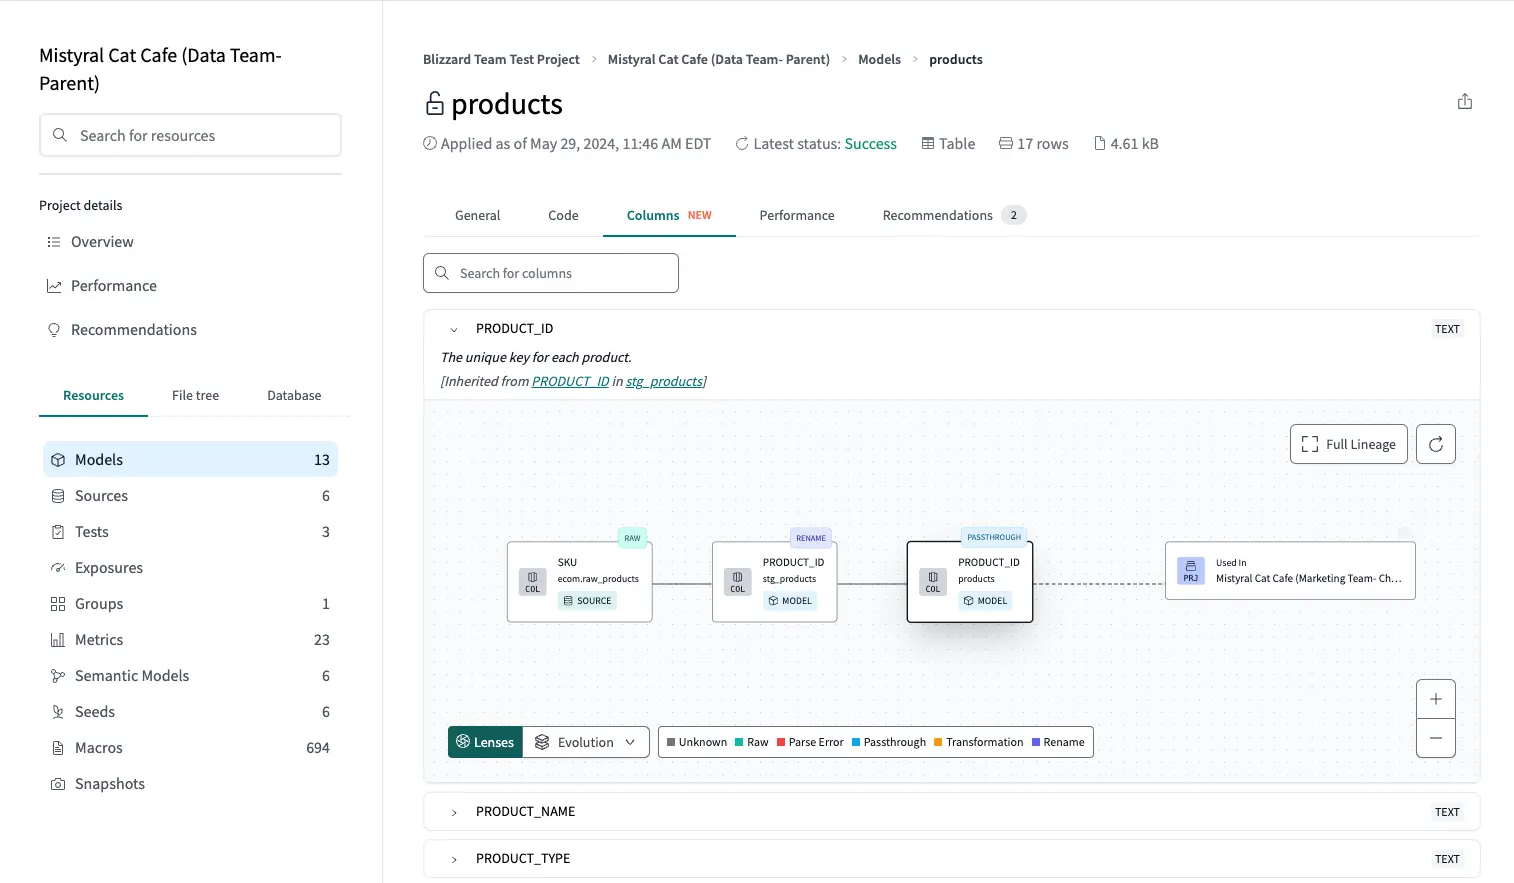 Mistyral Cat Cafe (Data Team-
Parent)
Search for resources
Project details
Overview
Performance
Recommendations
Resources File tree Database
Models 13
Sources 6
Tests 3
Exposures
Groups 1
Metrics 23
Semantic Models 6
Seeds 6
Macros 694
Snapshots
Blizzard Team Test Project > Mistyral Cat Cafe (Data Team- Parent) > Models > products
products
Applied as of May 29, 2024, 11:46 AM EDT Latest status: Success Table 17 rows 4.61 kB
General Code Columns NEW Performance Recommendations 2
Search for columns
PRODUCT_ID TEXT
The unique key for each product.
[Inherited from PRODUCT_ID in stg_products]
Full Lineage
RAW
COL
SKU
ecom.raw_products
SOURCE
RENAME
COL
PRODUCT_ID
stg_products
MODEL
PASSTHROUGH
COL
PRODUCT_ID
products
MODEL
PRJ
Used In
Mistyral Cat Cafe (Marketing Team- Ch...
Lenses Evolution Unknown Raw Parse Error Passthrough Transformation Rename
PRODUCT_NAME TEXT
PRODUCT_TYPE TEXT